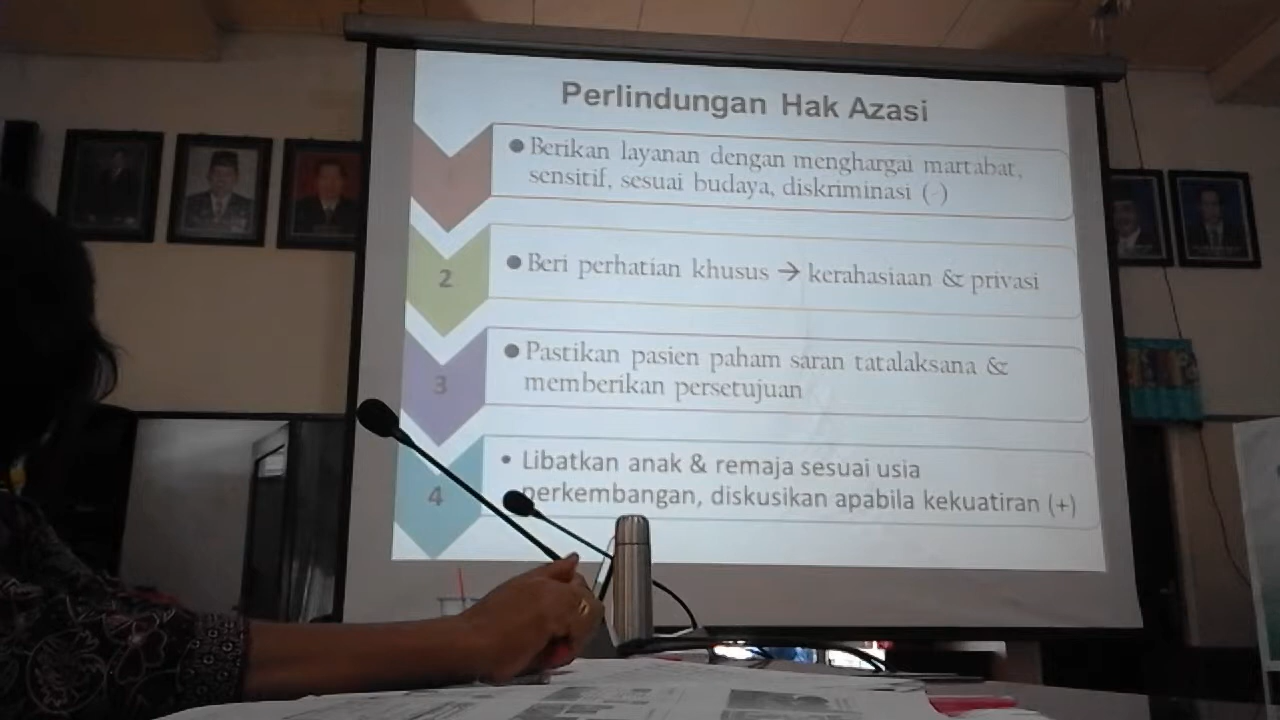 Perlindungan Hak Azasi
● Berikan layanan dengan menghargai martabat,
sensitif, sesuai budaya, diskriminasi (-)
2
● Beri perhatian khusus → kerahasiaan & privasi
3
● Pastikan pasien paham saran tatalaksana &
memberikan persetujuan
4
• Libatkan anak & remaja sesuai usia
perkembangan, diskusikan apabila kekuatiran (+)